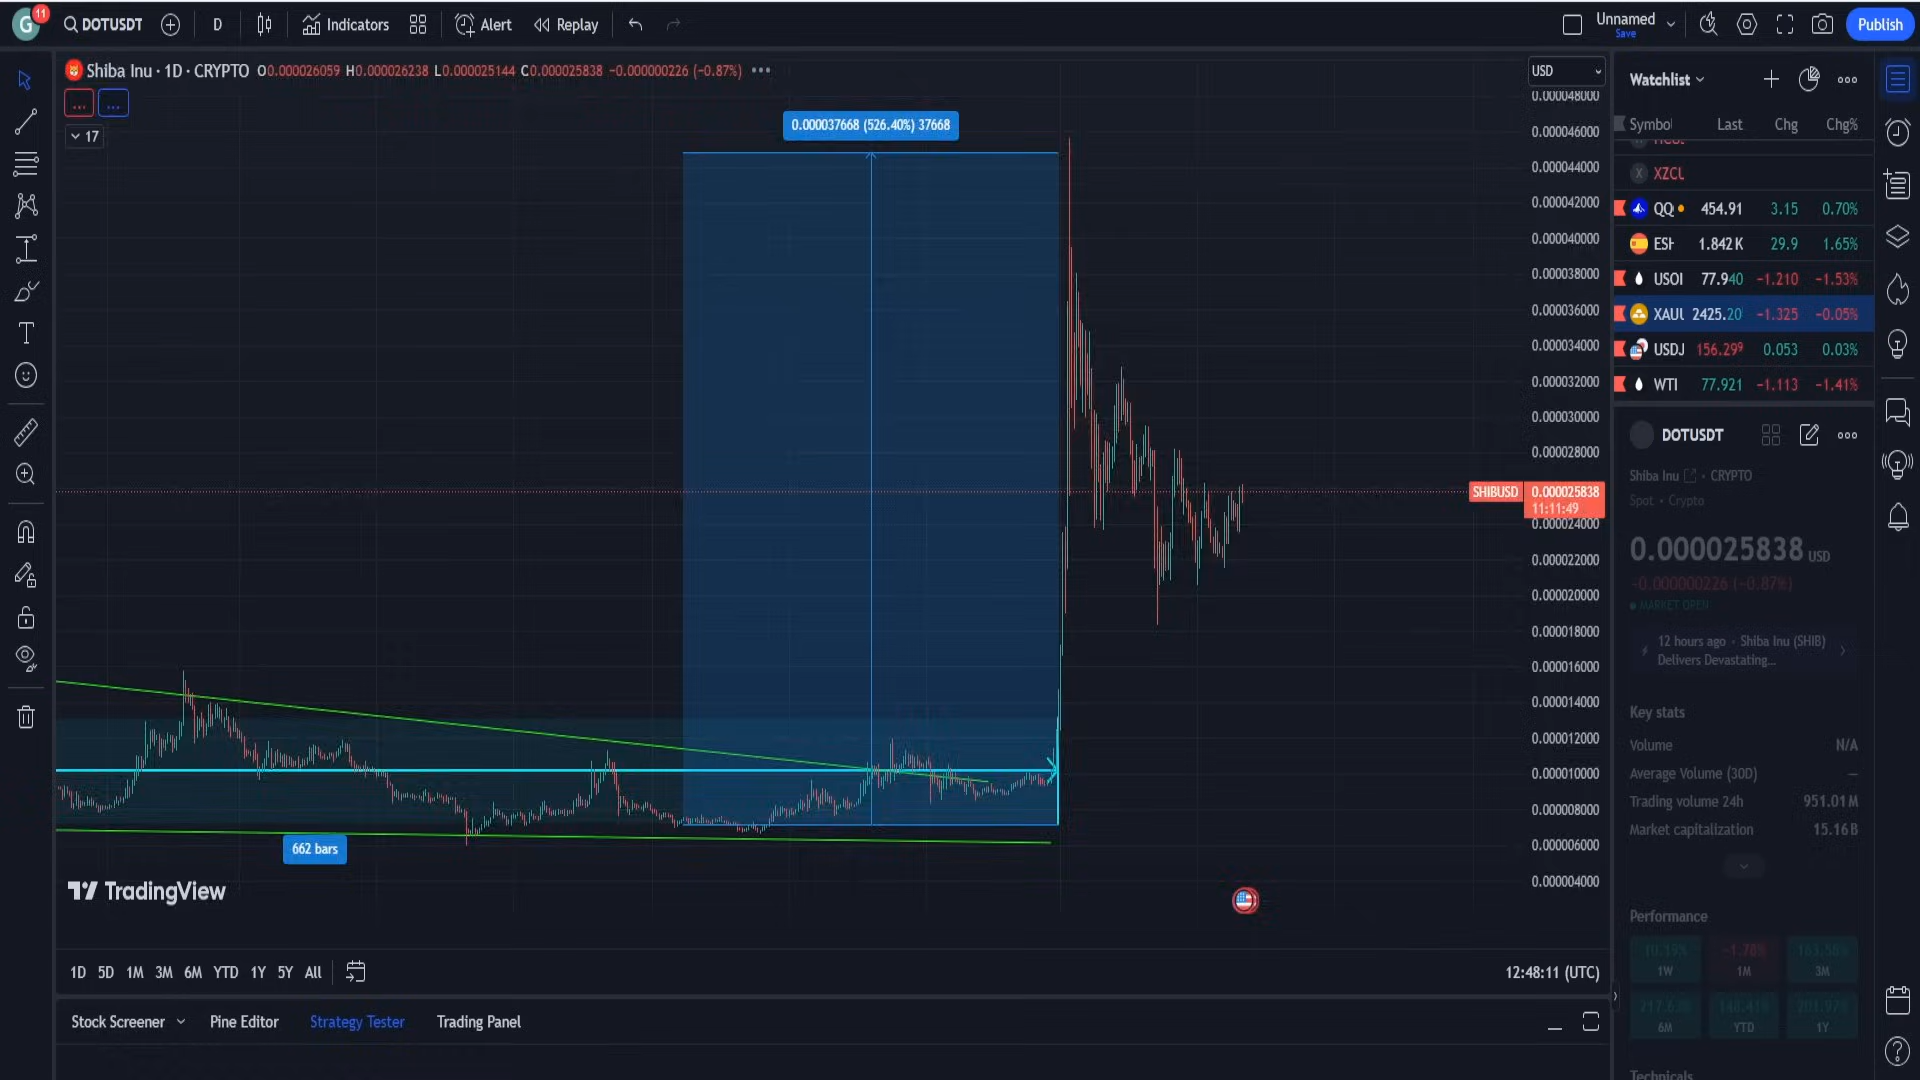 G 11 DOTUSDT D Indicators Alert Replay Unnamed Save Publish
Shiba Inu · 1D · CRYPTO O0.000026059 H0.000026238 L0.000025144 C0.000025838 −0.000000226 (−0.87%)
... ...
17
0.000037668 (526.40%) 37668
USD
0.000048000
0.000046000
0.000044000
0.000042000
0.000040000
0.000038000
0.000036000
0.000034000
0.000032000
0.000030000
0.000028000
SHIBUSD 0.000025838
11:11:49
0.000024000
0.000022000
0.000020000
0.000018000
0.000016000
0.000014000
0.000012000
0.000010000
0.000008000
0.000006000
0.000004000
662 bars
TradingView
1D 5D 1M 3M 6M YTD 1Y 5Y All
12:48:11 (UTC)
Stock Screener Pine Editor Strategy Tester Trading Panel
Watchlist
Symbol Last Chg Chg%
X XZCU
QQ 454.91 3.15 0.70%
ESH 1.842 K 29.9 1.65%
USOI 77.940 −1.210 −1.53%
XAUU 2425.20 −1.325 −0.05%
USDJ 156.299 0.053 0.03%
WTI 77.921 −1.113 −1.41%
DOTUSDT
Shiba Inu · CRYPTO
Spot · Crypto
0.000025838 USD
−0.000000226 (−0.87%)
MARKET OPEN
12 hours ago · Shiba Inu (SHIB)
Delivers Devastating...
Key stats
Volume N/A
Average Volume (30D) —
Trading volume 24h 951.01 M
Market capitalization 15.16 B
Performance
10.19% −1.78% 163.58%
1W 1M 3M
6M YTD 1Y
Technicals